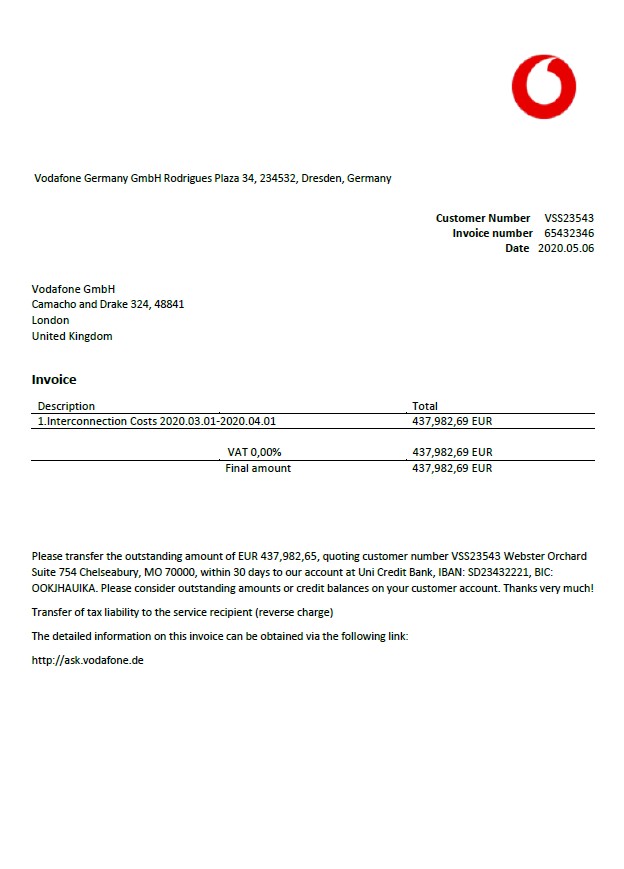 Vodafone Germany GmbH Rodrigues Plaza 34, 234532, Dresden, Germany
Customer Number VSS23543
Invoice number 65432346
Date 2020.05.06
Vodafone GmbH
Camacho and Drake 324, 48841
London
United Kingdom
Invoice
Description Total
1.Interconnection Costs 2020.03.01-2020.04.01 437,982,69 EUR
VAT 0,00% 437,982,69 EUR
Final amount 437,982,69 EUR
Please transfer the outstanding amount of EUR 437,982,65, quoting customer number VSS23543 Webster Orchard
Suite 754 Chelseabury, MO 70000, within 30 days to our account at Uni Credit Bank, IBAN: SD23432221, BIC:
OOKJHAUIKA. Please consider outstanding amounts or credit balances on your customer account. Thanks very much!
Transfer of tax liability to the service recipient (reverse charge)
The detailed information on this invoice can be obtained via the following link:
http://ask.vodafone.de